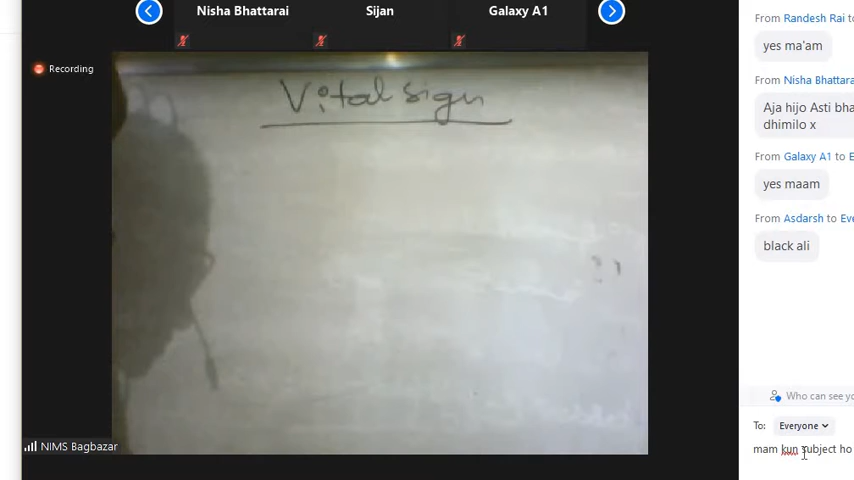 Nisha Bhattarai
Sijan
Galaxy A1
Recording
Vital sign
NIMS Bagbazar
From Randesh Rai to
yes ma'am
From Nisha Bhattara
Aja hijo Asti bha
dhimilo x
From Galaxy A1 to E
yes maam
From Asdarsh to Eve
black ali
Who can see yo
To: Everyone
mam kun subject ho